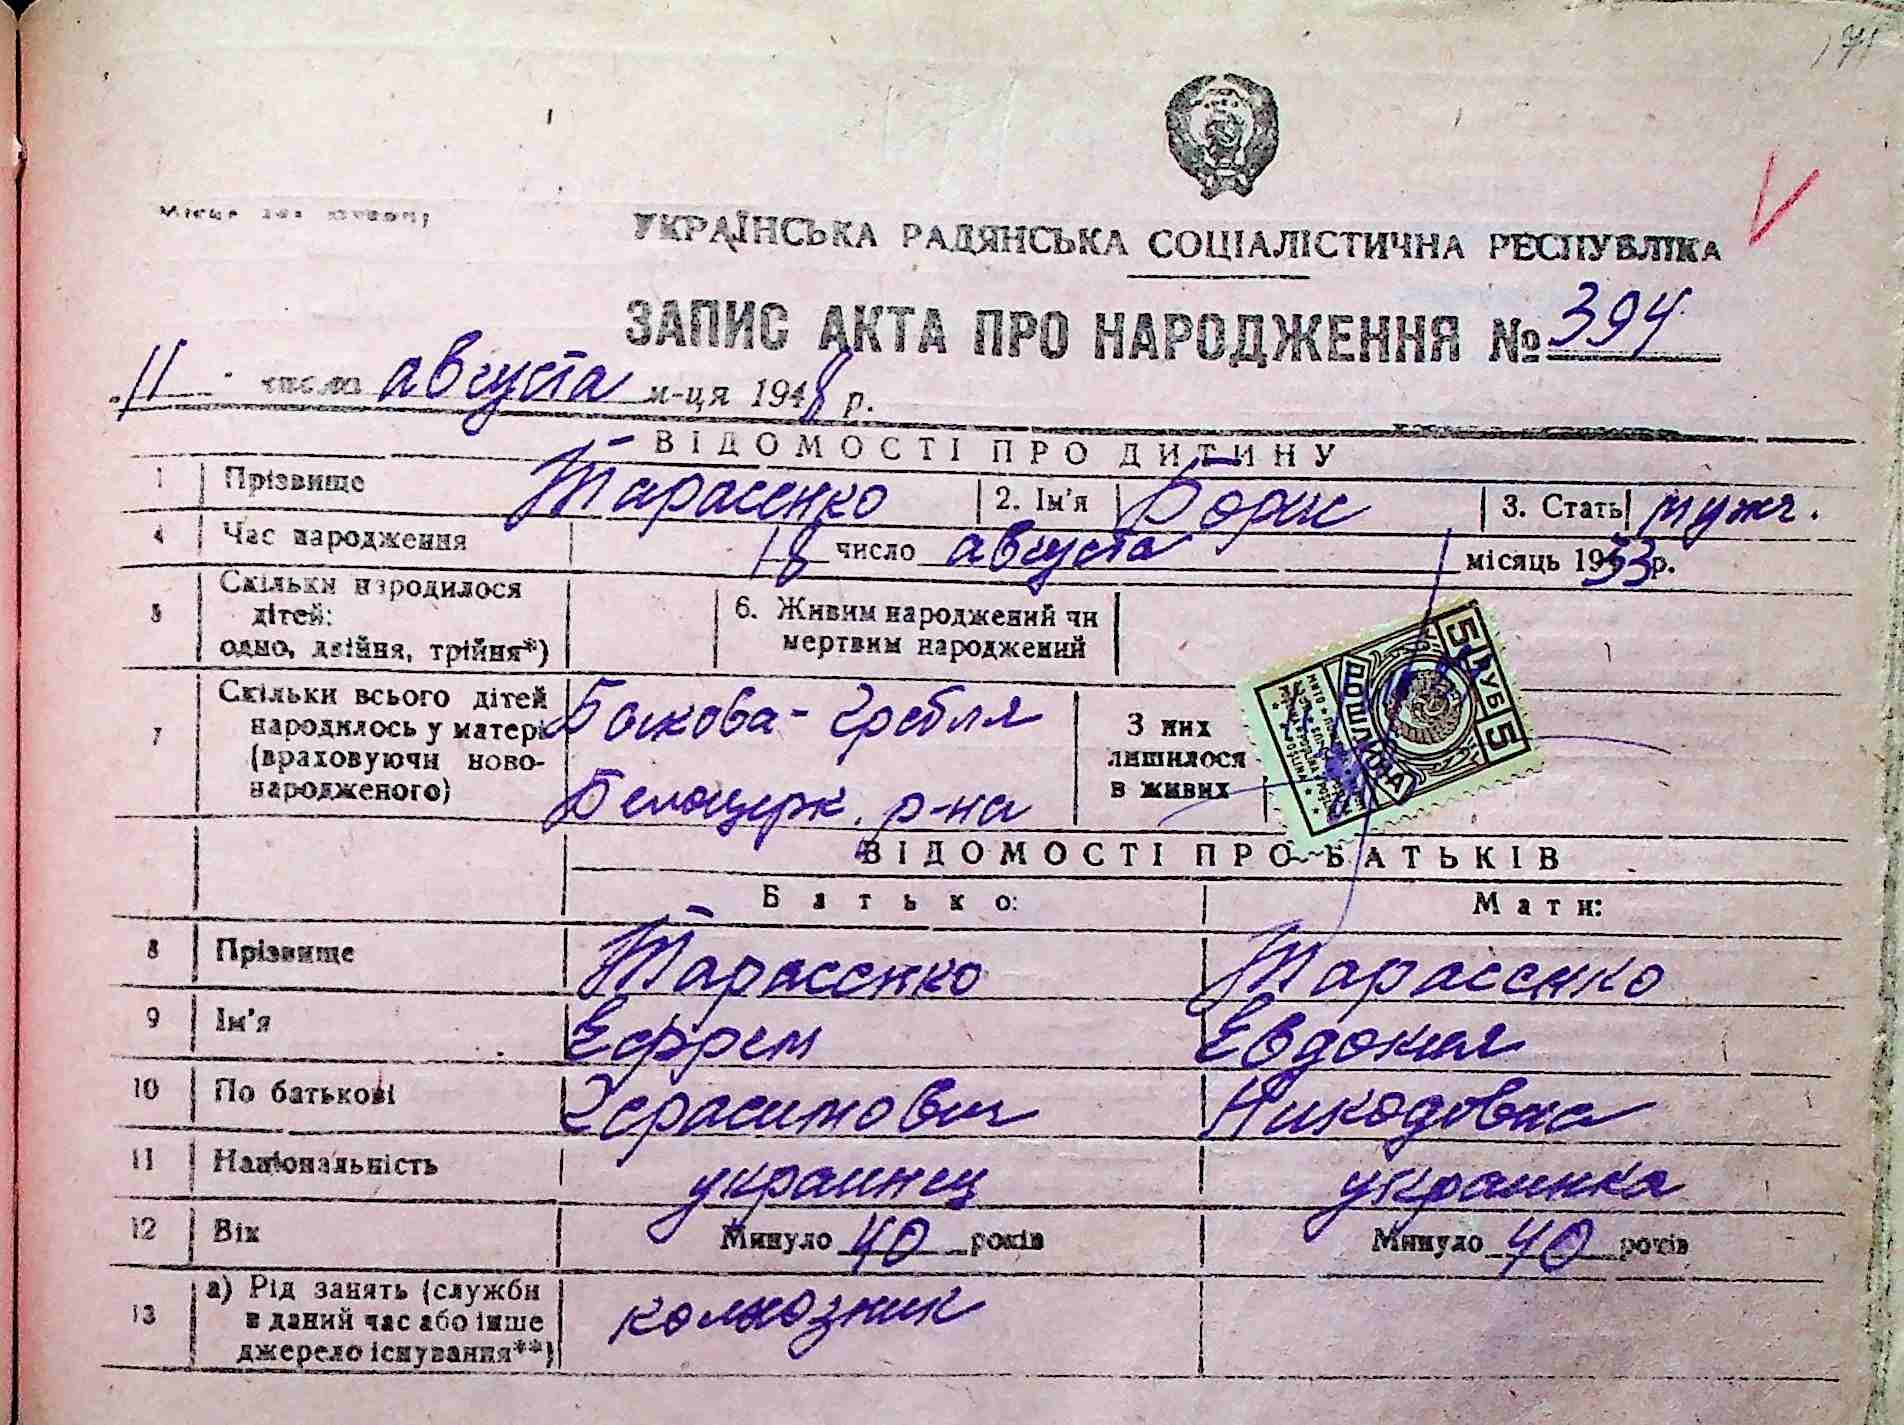 УКРАЇНСЬКА РАДЯНСЬКА СОЦІАЛІСТИЧНА РЕСПУБЛІКА
ЗАПИС АКТА ПРО НАРОДЖЕННЯ № 394
11 числа августа м-ця 1948 р.
ВІДОМОСТІ ПРО ДИТИНУ
1 Прізвище Тарасенко 2. Ім'я Борис 3. Стать мужч.
4 Час народження 18 число августа місяць 1933 р.
5 Скільки народилося
дітей:
одно, двійня, трійня*)
6. Живим народжений чи
мертвим народжений
7 Скільки всього дітей
народилось у матері
(враховуючи ново-
народженого)
Быкова-Гребля
Белоцерк. р-на
З них
лишилося
в живих
5 РУБ 5
ВІДОМОСТІ ПРО БАТЬКІВ
Батько: Мати:
8 Прізвище Тарасенко Тарасенко
9 Ім'я Ефрем Евдокия
10 По батькові Герасимович Никодовна
11 Національність украинец украинка
12 Вік Минуло 40 років Минуло 40 років
13 а) Рід занять (служби
в даний час або інше
джерело існування**)
колхозник